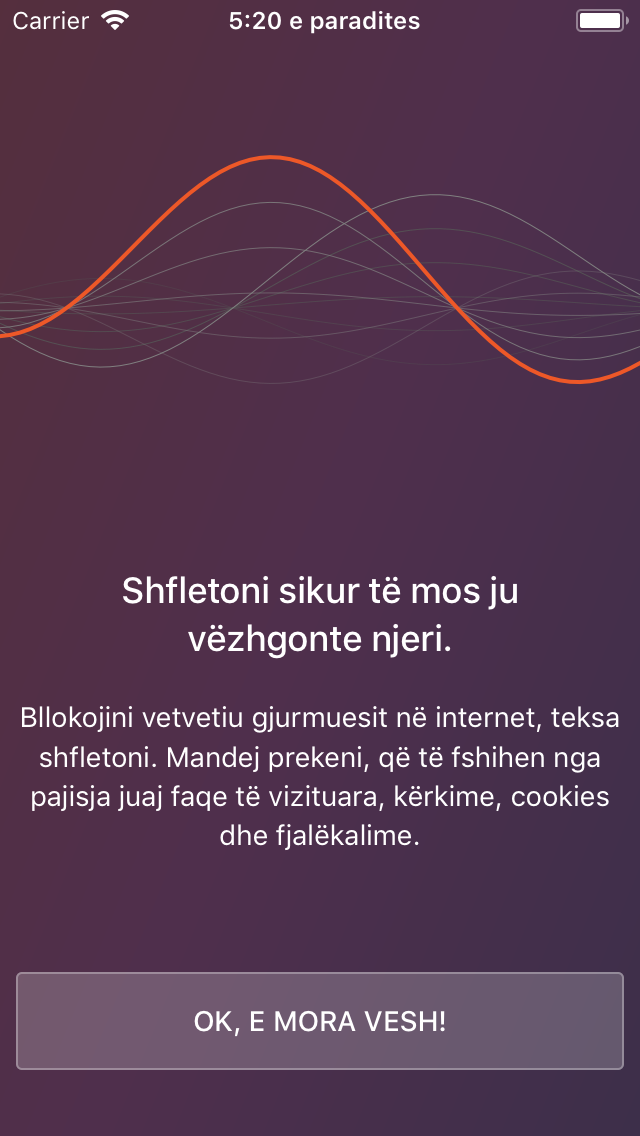 Carrier 5:20 e paradites
Shfletoni sikur të mos ju
vëzhgonte njeri.
Bllokojini vetvetiu gjurmuesit në internet, teksa
shfletoni. Mandej prekeni, që të fshihen nga
pajisja juaj faqe të vizituara, kërkime, cookies
dhe fjalëkalime.
OK, E MORA VESH!